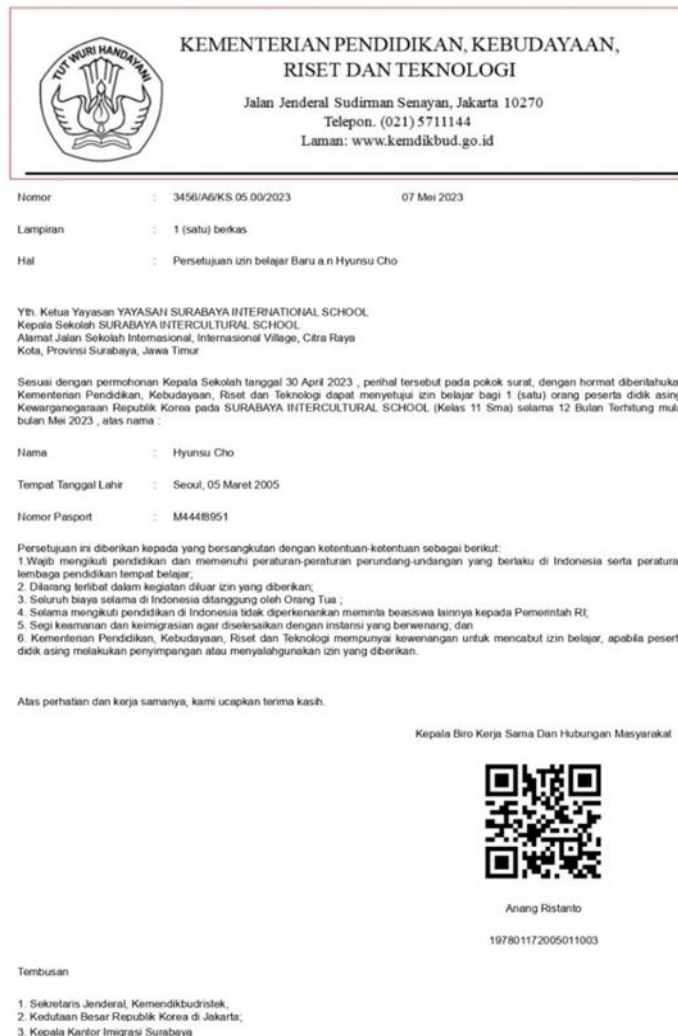 TUT WURI HANDAYANI
KEMENTERIAN PENDIDIKAN, KEBUDAYAAN,
RISET DAN TEKNOLOGI
Jalan Jenderal Sudirman Senayan, Jakarta 10270
Telepon. (021) 5711144
Laman: www.kemdikbud.go.id
Nomor : 3456/A6/KS.05.00/2023 07 Mei 2023
Lampiran : 1 (satu) berkas
Hal : Persetujuan izin belajar Baru a.n Hyunsu Cho
Yth. Ketua Yayasan YAYASAN SURABAYA INTERNATIONAL SCHOOL
Kepala Sekolah SURABAYA INTERCULTURAL SCHOOL
Alamat Jalan Sekolah Internasional, Internasional Village, Citra Raya
Kota, Provinsi Surabaya, Jawa Timur
Sesuai dengan permohonan Kepala Sekolah tanggal 30 April 2023 , perihal tersebut pada pokok surat, dengan hormat diberitahuka
Kementerian Pendidikan, Kebudayaan, Riset dan Teknologi dapat menyetujui izin belajar bagi 1 (satu) orang peserta didik asing
Kewarganegaraan Republik Korea pada SURABAYA INTERCULTURAL SCHOOL (Kelas 11 Sma) selama 12 Bulan Terhitung mula
bulan Mei 2023 , atas nama :
Nama : Hyunsu Cho
Tempat Tanggal Lahir : Seoul, 05 Maret 2005
Nomor Pasport : M444f8951
Persetujuan ini diberikan kepada yang bersangkutan dengan ketentuan-ketentuan sebagai berikut:
1.Wajib mengikuti pendidikan dan memenuhi peraturan-peraturan perundang-undangan yang berlaku di Indonesia serta peratura
lembaga pendidikan tempat belajar;
2. Dilarang terlibat dalam kegiatan diluar izin yang diberikan;
3. Seluruh biaya selama di Indonesia ditanggung oleh Orang Tua ;
4. Selama mengikuti pendidikan di Indonesia tidak diperkenankan meminta beasiswa lainnya kepada Pemerintah RI;
5. Segi keamanan dan keimigrasian agar diselesaikan dengan instansi yang berwenang; dan
6. Kementerian Pendidikan, Kebudayaan, Riset dan Teknologi mempunyai kewenangan untuk mencabut izin belajar, apabila pesert
didik asing melakukan penyimpangan atau menyalahgunakan izin yang diberikan.
Atas perhatian dan kerja samanya, kami ucapkan terima kasih.
Kepala Biro Kerja Sama Dan Hubungan Masyarakat
Anang Ristanto
197801172005011003
Tembusan
1. Sekretaris Jenderal, Kemendikbudristek,
2. Kedutaan Besar Republik Korea di Jakarta;
3. Kepala Kantor Imigrasi Surabaya